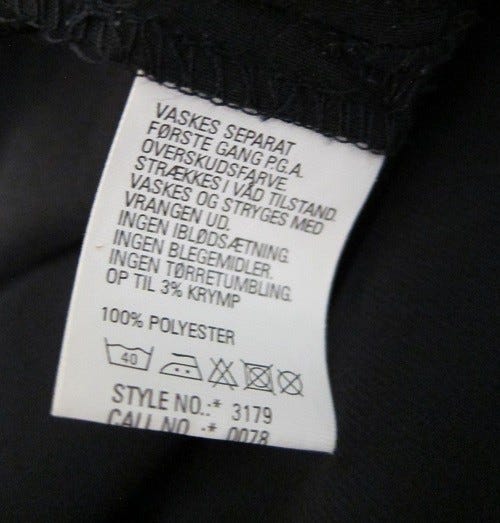 VASKES SEPARAT
FØRSTE GANG P.G.A.
OVERSKUDSFARVE.
STRÆKKES I VÅD TILSTAND.
VASKES OG STRYGES MED
VRANGEN UD.
INGEN IBLØDSÆTNING.
INGEN BLEGEMIDLER.
INGEN TØRRETUMBLING.
OP TIL 3% KRYMP
100% POLYESTER
40
STYLE NO.:* 3179
CALL NO .:* 0078